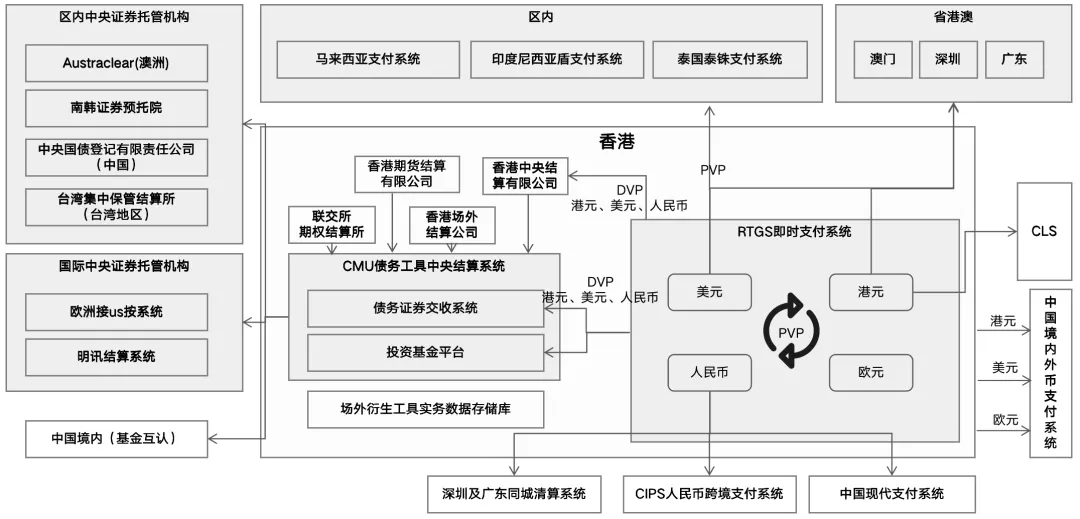 区内中央证券托管机构
Austraclear(澳洲)
南韩证券预托院
中央国债登记有限责任公司
（中国）
台湾集中保管结算所
（台湾地区）
国际中央证券托管机构
欧洲接us按系统
明讯结算系统
中国境内（基金互认）
区内
马来西亚支付系统
印度尼西亚盾支付系统
泰国泰铢支付系统
省港澳
澳门
深圳
广东
香港
香港期货结算
有限公司
香港中央结
算有限公司
联交所
期权结算所
香港场外
结算公司
DVP
港元、美元、人民币
PVP
CMU债务工具中央结算系统
债务证券交收系统
投资基金平台
场外衍生工具实务数据存储库
DVP
港元、美元、人民币
RTGS即时支付系统
美元
港元
PVP
人民币
欧元
CLS
港元
美元
欧元
中国境内外币支付系统
深圳及广东同城清算系统
CIPS人民币跨境支付系统
中国现代支付系统